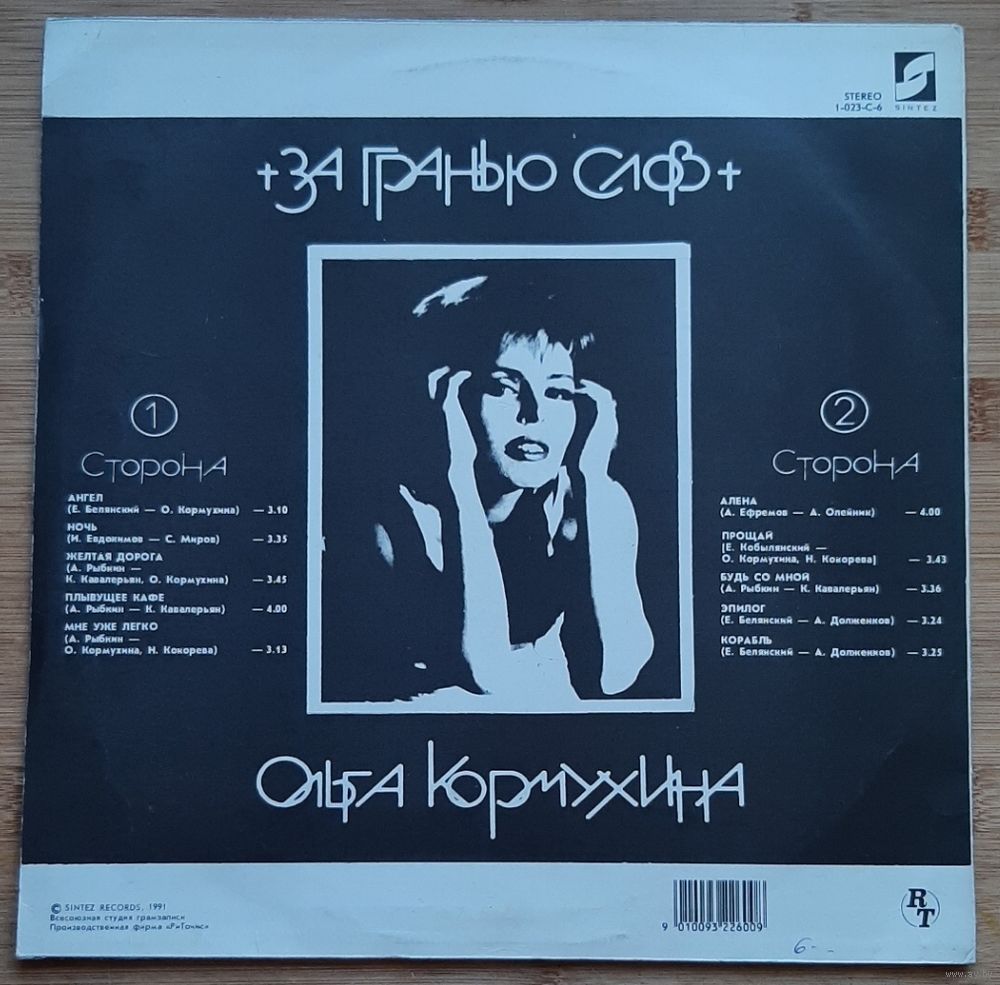 STEREO
1-023-С-6
SINTEZ
+ЗА ГРАНЬЮ СЛОВ+
1
СТОРОНА
АНГЕЛ
(Е. Белянский — О. Кормухина) — 3.10
НОЧЬ
(И. Евдокимов — С. Миров) — 3.35
ЖЕЛТАЯ ДОРОГА
(А. Рыбкин —
К. Кавалерьян, О. Кормухина) — 3.45
ПЛЫВУЩЕЕ КАФЕ
(А. Рыбкин — К. Кавалерьян) — 4.00
МНЕ УЖЕ ЛЕГКО
(А. Рыбкин —
О. Кормухина, Н. Кокорева) — 3.13
2
СТОРОНА
АЛЕНА
(А. Ефремов — А. Олейник) — 4.00
ПРОЩАЙ
[Е. Кобылянский —
О. Кормухина, Н. Кокорева] — 3.43
БУДЬ СО МНОЙ
(А. Рыбкин — К. Кавалерьян) — 3.36
ЭПИЛОГ
(Е. Белянский — А. Долженков) — 3.24
КОРАБЛЬ
(Е. Белянский — А. Долженков) — 3.25
ОЛЬГА КОРМУХИНА
© SINTEZ RECORDS, 1991
Всесоюзная студия грамзаписи
Производственная фирма «РиТонис»
9 010093 226009
RT
6--
www.ay.by